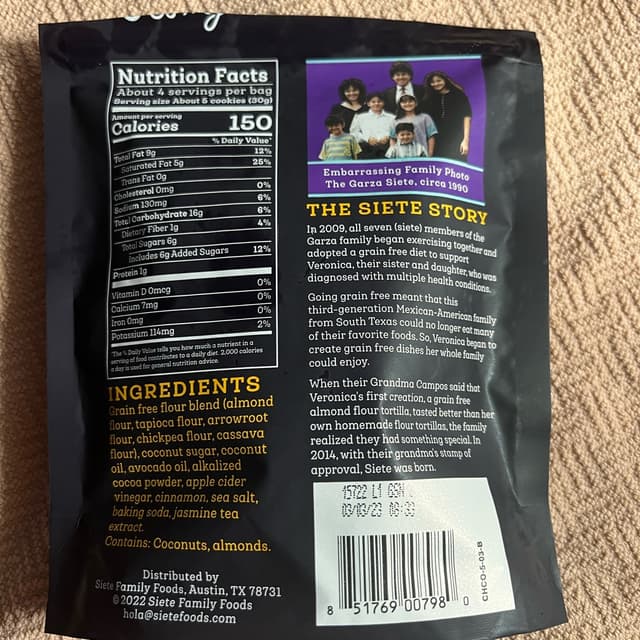 Nutrition Facts
About 4 servings per bag
Serving size About 5 cookies (30g)
Amount per serving
Calories 150
% Daily Value*
Total Fat 9g 12%
Saturated Fat 5g 25%
Trans Fat 0g
Cholesterol 0mg 0%
Sodium 130mg 6%
Total Carbohydrate 16g 6%
Dietary Fiber 1g 4%
Total Sugars 6g
Includes 6g Added Sugars 12%
Protein 1g
Vitamin D 0mcg 0%
Calcium 7mg 0%
Iron 0mg 0%
Potassium 114mg 2%
*The % Daily Value tells you how much a nutrient in a
serving of food contributes to a daily diet. 2,000 calories
a day is used for general nutrition advice.
INGREDIENTS
Grain free flour blend (almond
flour, tapioca flour, arrowroot
flour, chickpea flour, cassava
flour), coconut sugar, coconut
oil, avocado oil, alkalized
cocoa powder, apple cider
vinegar, cinnamon, sea salt,
baking soda, jasmine tea
extract.
Contains: Coconuts, almonds.
Distributed by
Siete Family Foods, Austin, TX 78731
©2022 Siete Family Foods
hola@sietefoods.com
Embarrassing Family Photo
The Garza Siete, circa 1990
THE SIETE STORY
In 2009, all seven (siete) members of the
Garza family began exercising together and
adopted a grain free diet to support
Veronica, their sister and daughter, who was
diagnosed with multiple health conditions.
Going grain free meant that this
third-generation Mexican-American family
from South Texas could no longer eat many
of their favorite foods. So, Veronica began to
create grain free dishes her whole family
could enjoy.
When their Grandma Campos said that
Veronica's first creation, a grain free
almond flour tortilla, tasted better than her
own homemade flour tortillas, the family
realized they had something special. In
2014, with their grandma's stamp of
approval, Siete was born.
15722 L1
03/03/23 08:33
8 51769 00798 0
CHCO-5-03-B